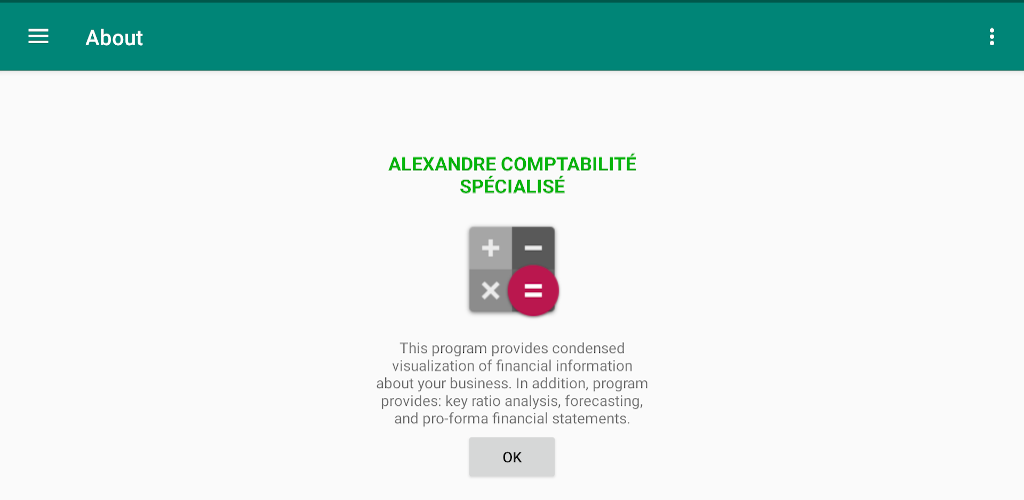 About
ALEXANDRE COMPTABILITÉ
SPÉCIALISÉ
+ −
× =
This program provides condensed
visualization of financial information
about your business. In addition, program
provides: key ratio analysis, forecasting,
and pro-forma financial statements.
OK